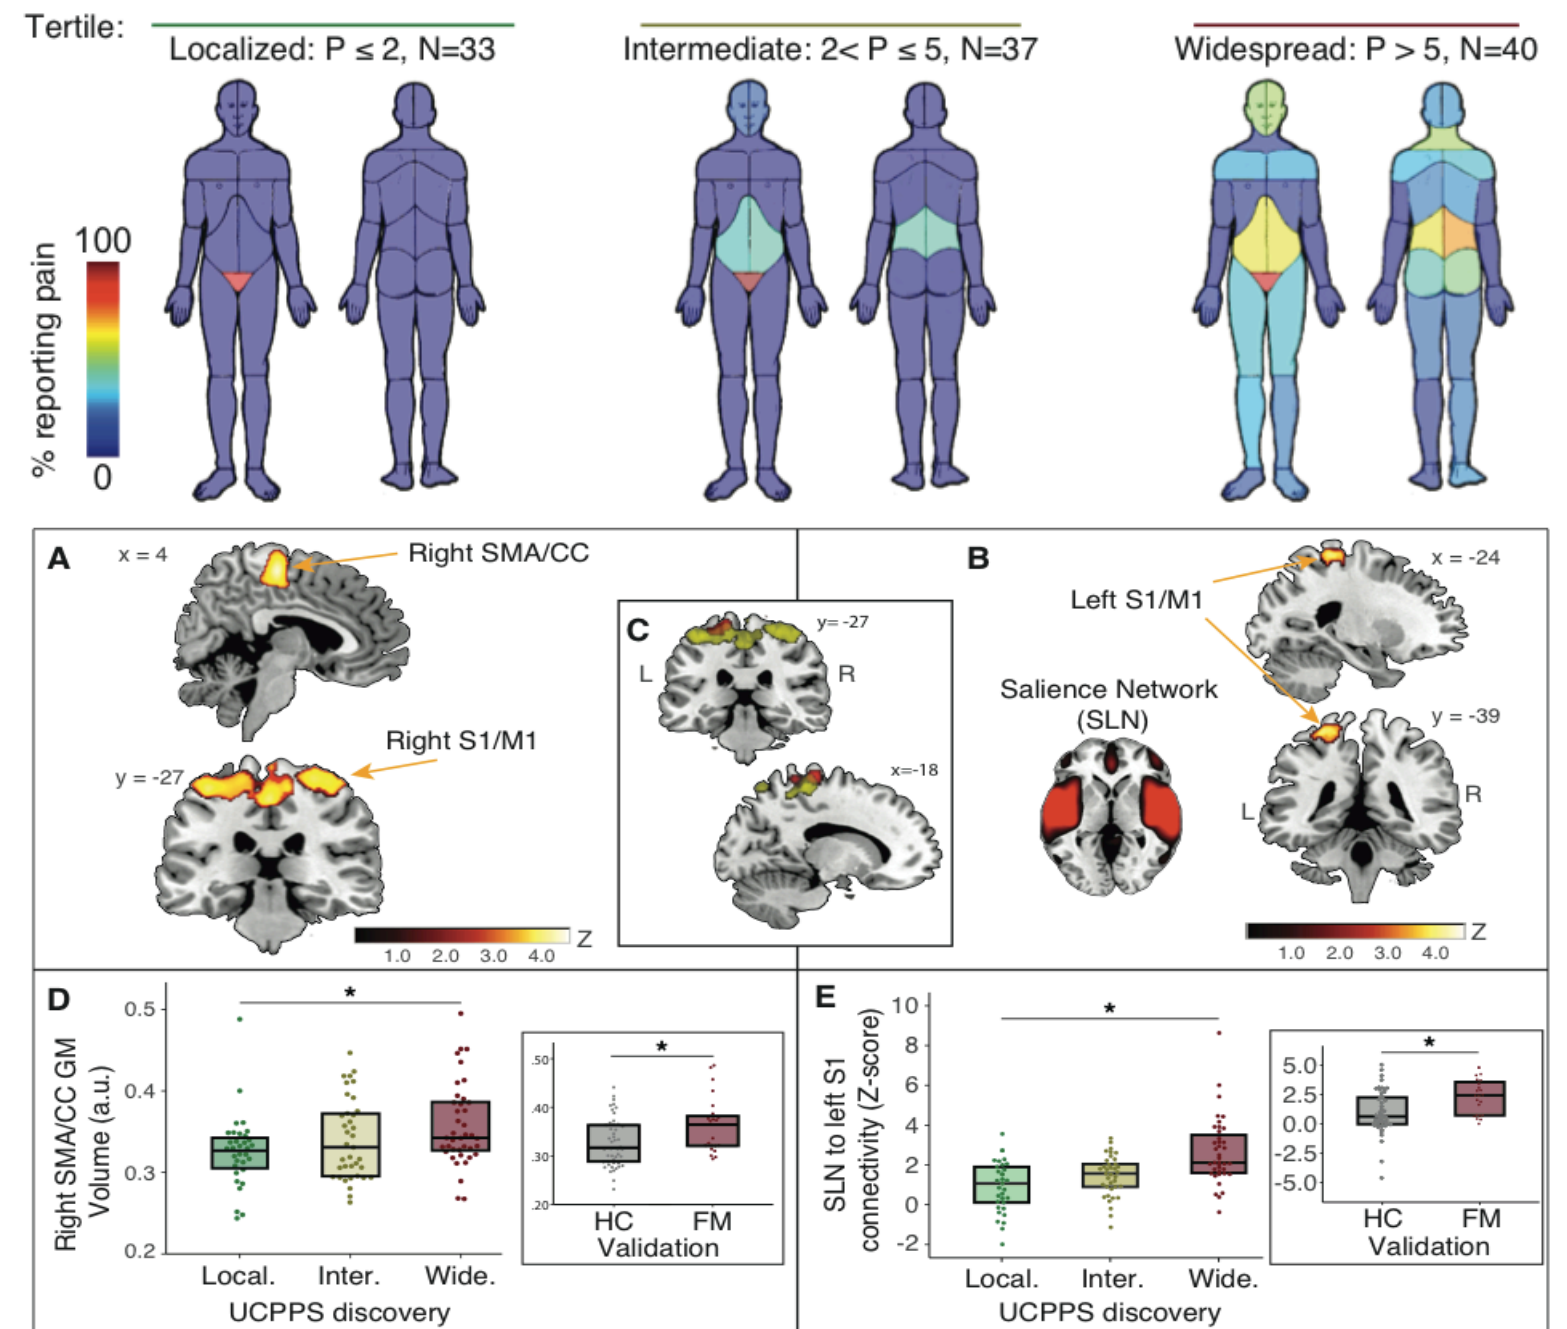 Tertile:
Localized: P ≤ 2, N=33
Intermediate: 2< P ≤ 5, N=37
Widespread: P > 5, N=40
% reporting pain
100
0
A
x = 4
Right SMA/CC
Right S1/M1
y = -27
Z
1.0 2.0 3.0 4.0
C
y= -27
L
R
x=-18
B
x = -24
Left S1/M1
Salience Network
(SLN)
y = -39
L
R
Z
1.0 2.0 3.0 4.0
D
Right SMA/CC GM
Volume (a.u.)
0.5
0.4
0.3
0.2
*
Local. Inter. Wide.
UCPPS discovery
.50
.40
.30
.20
*
HC FM
Validation
E
SLN to left S1
connectivity (Z-score)
10
8
6
4
2
0
-2
*
Local. Inter. Wide.
UCPPS discovery
5.0
2.5
0.0
-2.5
-5.0
*
HC FM
Validation